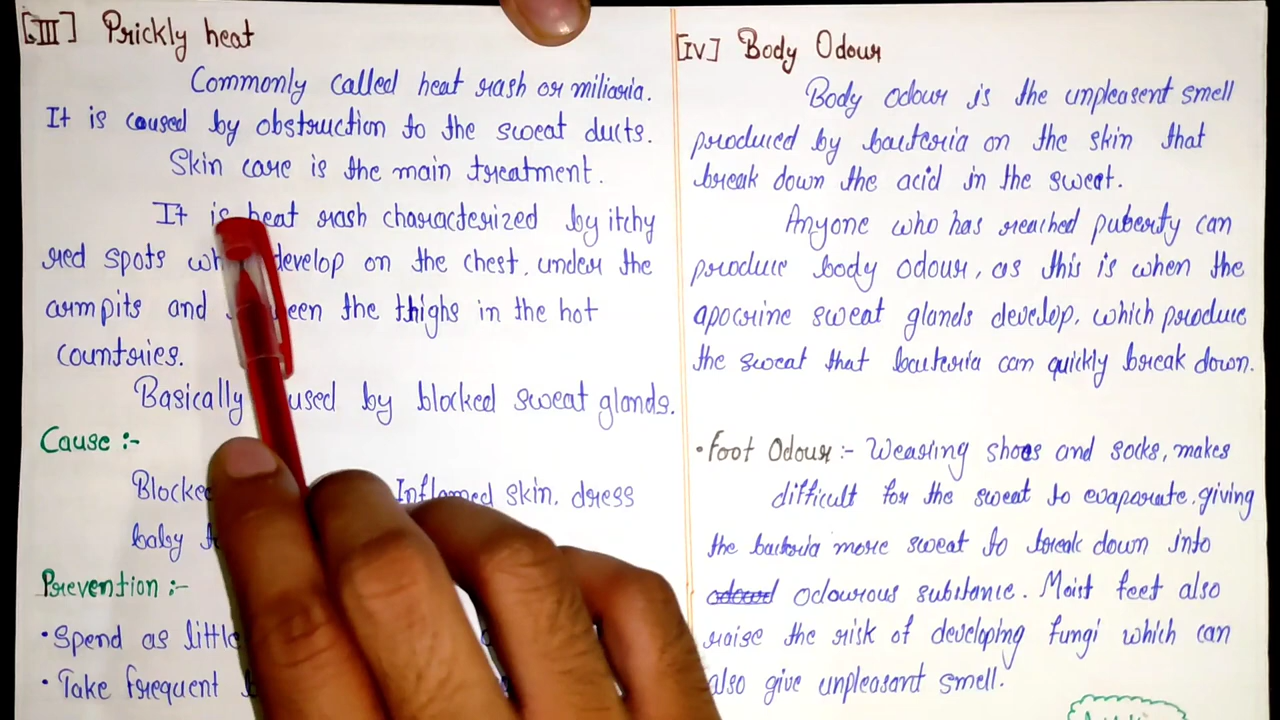 [III] Prickly heat
Commonly called heat rash or miliaria.
It is caused by obstruction to the sweat ducts.
Skin care is the main treatment.
It is heat rash characterized by itchy
red spots develop on the chest, under the
armpits and the thighs in the hot
countries.
Basically by blocked sweat glands.
Cause :-
Inflamed skin. dress
baby
Prevention :-
• Spend as little
• Take frequent
[IV] Body Odour
Body odour is the unpleasent smell
produced by bacteria on the skin that
break down the acid in the sweat.
Anyone who has reached puberty can
produce body odour, as this is when the
apocrine sweat glands develop, which produce
the sweat that bacteria can quickly break down.
• Foot Odour :- Wearing shoes and socks, makes
difficult for the sweat to evaporate, giving
the bacteria more sweat to break down into
odourous substance. Moist feet also
raise the risk of developing fungi which can
also give unpleasant smell.